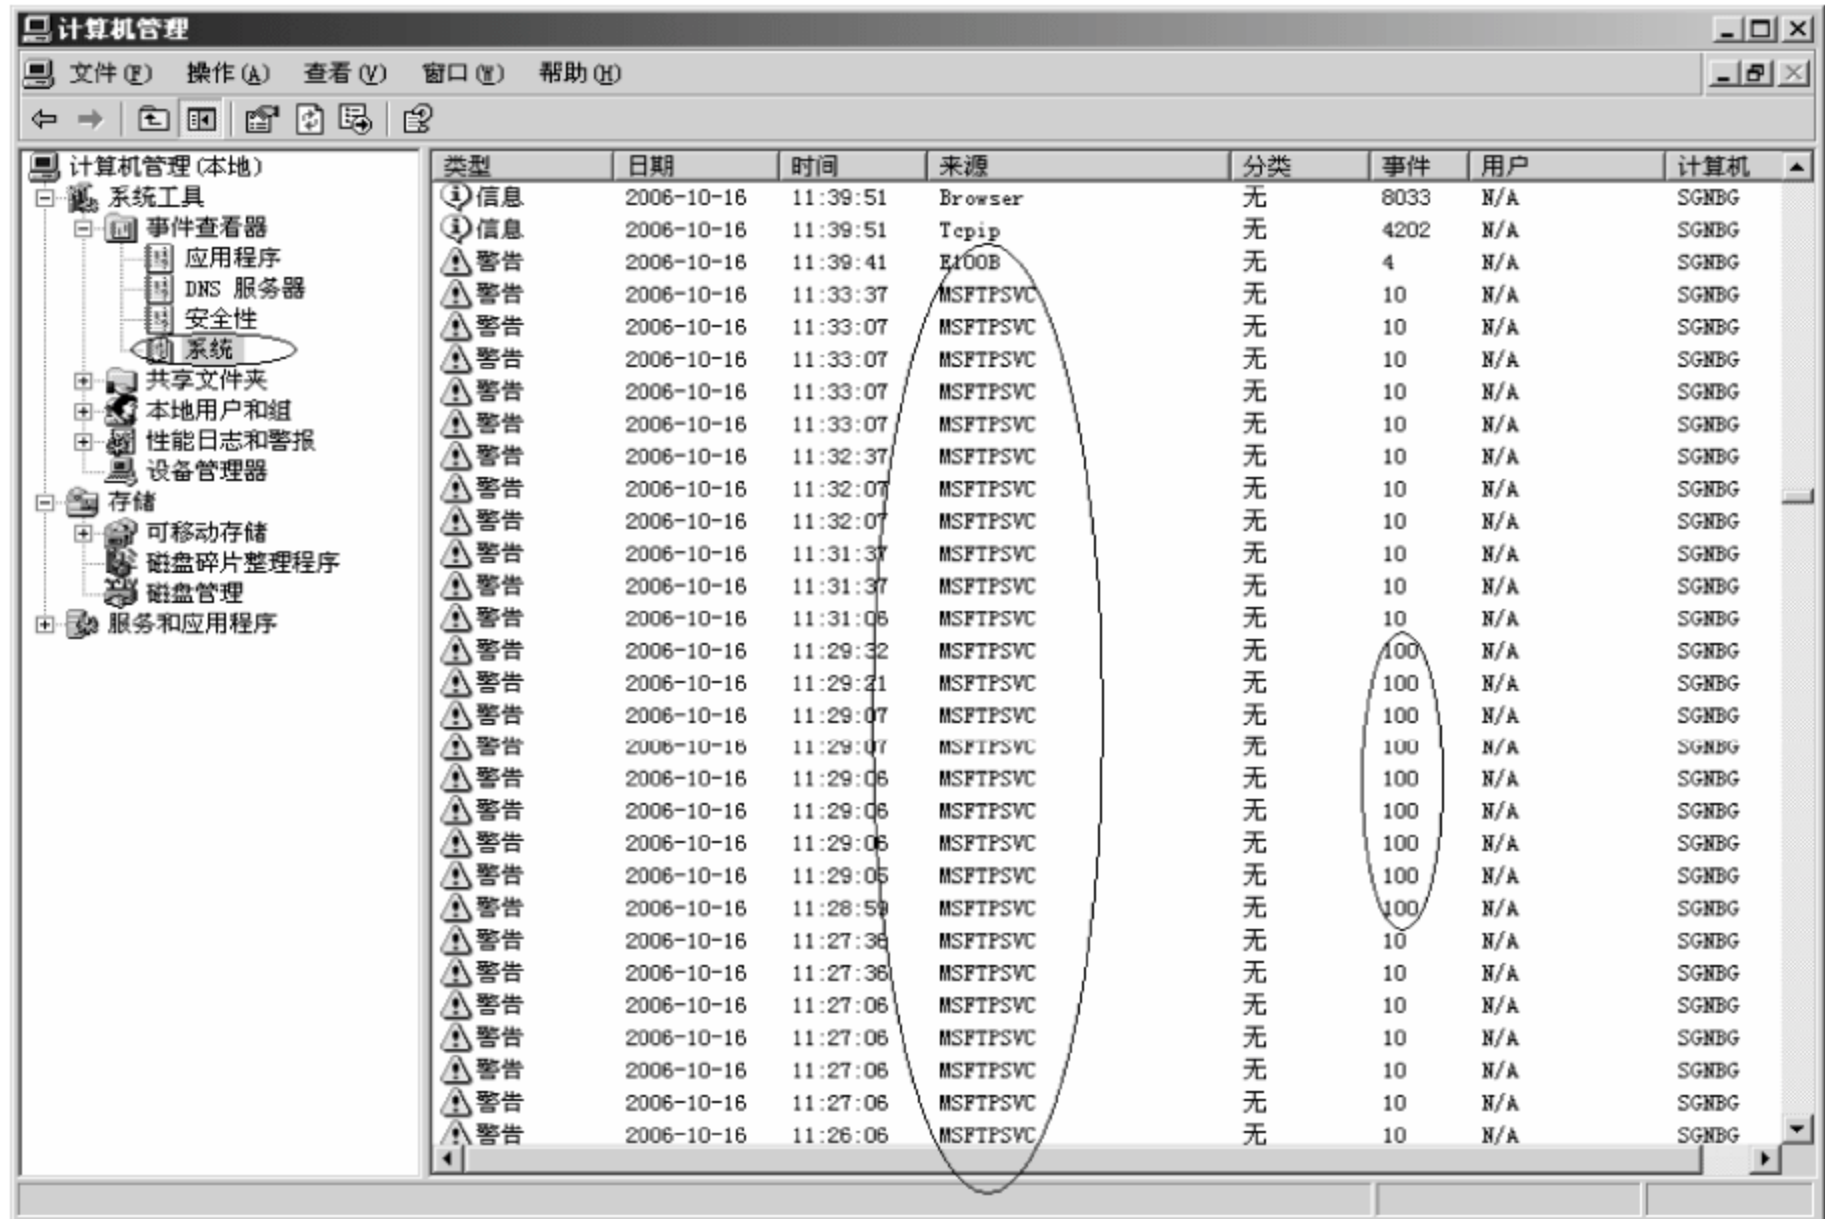 计算机管理
文件(F) 操作(A) 查看(V) 窗口(W) 帮助(H)
计算机管理(本地)
系统工具
事件查看器
应用程序
DNS 服务器
安全性
系统
共享文件夹
本地用户和组
性能日志和警报
设备管理器
存储
可移动存储
磁盘碎片整理程序
磁盘管理
服务和应用程序
类型 日期 时间 来源 分类 事件 用户 计算机
信息 2006-10-16 11:39:51 Browser 无 8033 N/A SGNBG
信息 2006-10-16 11:39:51 Tcpip 无 4202 N/A SGNBG
警告 2006-10-16 11:39:41 E100B 无 4 N/A SGNBG
警告 2006-10-16 11:33:37 MSFTPSVC 无 10 N/A SGNBG
警告 2006-10-16 11:33:07 MSFTPSVC 无 10 N/A SGNBG
警告 2006-10-16 11:33:07 MSFTPSVC 无 10 N/A SGNBG
警告 2006-10-16 11:33:07 MSFTPSVC 无 10 N/A SGNBG
警告 2006-10-16 11:33:07 MSFTPSVC 无 10 N/A SGNBG
警告 2006-10-16 11:32:37 MSFTPSVC 无 10 N/A SGNBG
警告 2006-10-16 11:32:07 MSFTPSVC 无 10 N/A SGNBG
警告 2006-10-16 11:32:07 MSFTPSVC 无 10 N/A SGNBG
警告 2006-10-16 11:31:37 MSFTPSVC 无 10 N/A SGNBG
警告 2006-10-16 11:31:37 MSFTPSVC 无 10 N/A SGNBG
警告 2006-10-16 11:31:06 MSFTPSVC 无 10 N/A SGNBG
警告 2006-10-16 11:29:32 MSFTPSVC 无 100 N/A SGNBG
警告 2006-10-16 11:29:21 MSFTPSVC 无 100 N/A SGNBG
警告 2006-10-16 11:29:07 MSFTPSVC 无 100 N/A SGNBG
警告 2006-10-16 11:29:07 MSFTPSVC 无 100 N/A SGNBG
警告 2006-10-16 11:29:06 MSFTPSVC 无 100 N/A SGNBG
警告 2006-10-16 11:29:06 MSFTPSVC 无 100 N/A SGNBG
警告 2006-10-16 11:29:06 MSFTPSVC 无 100 N/A SGNBG
警告 2006-10-16 11:29:05 MSFTPSVC 无 100 N/A SGNBG
警告 2006-10-16 11:28:59 MSFTPSVC 无 100 N/A SGNBG
警告 2006-10-16 11:27:36 MSFTPSVC 无 10 N/A SGNBG
警告 2006-10-16 11:27:36 MSFTPSVC 无 10 N/A SGNBG
警告 2006-10-16 11:27:06 MSFTPSVC 无 10 N/A SGNBG
警告 2006-10-16 11:27:06 MSFTPSVC 无 10 N/A SGNBG
警告 2006-10-16 11:27:06 MSFTPSVC 无 10 N/A SGNBG
警告 2006-10-16 11:27:06 MSFTPSVC 无 10 N/A SGNBG
警告 2006-10-16 11:26:06 MSFTPSVC 无 10 N/A SGNBG